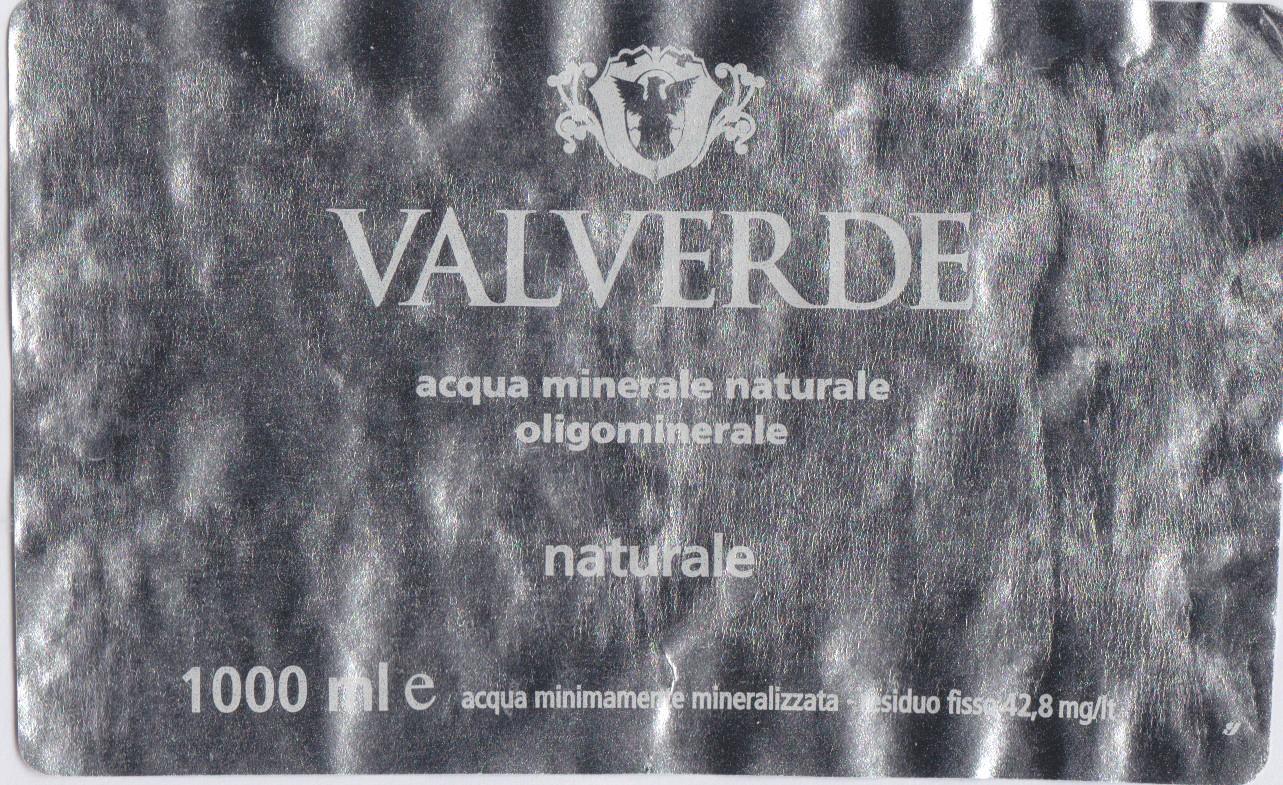 VALVERDE
acqua minerale naturale
oligominerale
naturale
1000 ml e acqua minimamente mineralizzata - residuo fisso 42,8 mg/lt